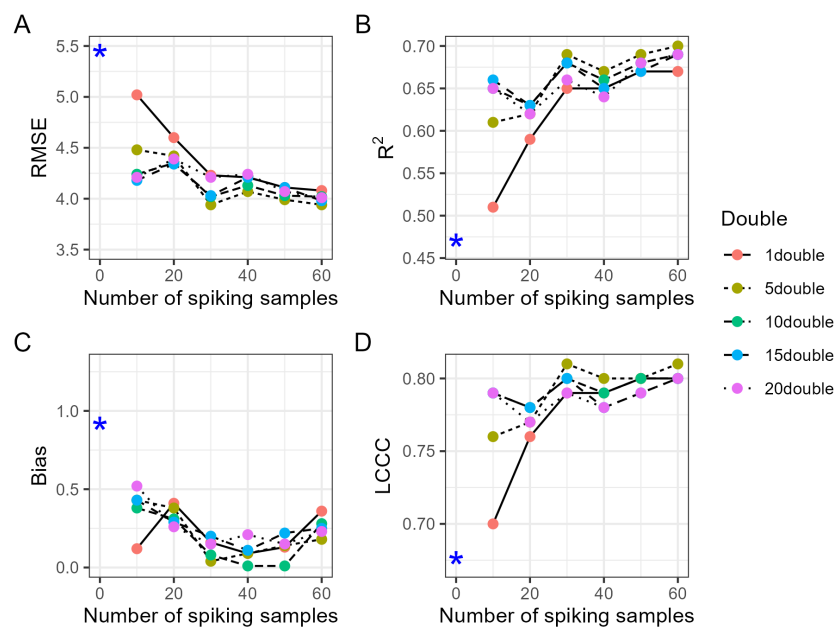 A
RMSE
5.5
5.0
4.5
4.0
3.5
0 20 40 60
Number of spiking samples
B
R2
0.70
0.65
0.60
0.55
0.50
0.45
0 20 40 60
Number of spiking samples
C
Bias
1.0
0.5
0.0
0 20 40 60
Number of spiking samples
D
LCCC
0.80
0.75
0.70
0 20 40 60
Number of spiking samples
Double
1double
5double
10double
15double
20double